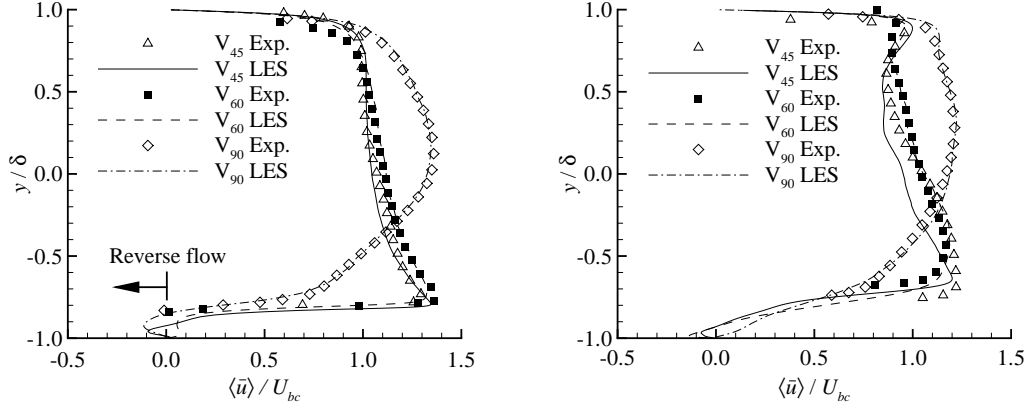 1.0
0.5
0.0
-0.5
-1.0
y / δ
V45 Exp.
V45 LES
V60 Exp.
V60 LES
V90 Exp.
V90 LES
Reverse flow
-0.5 0.0 0.5 1.0 1.5
⟨ū⟩ / Ubc
1.0
0.5
0.0
-0.5
-1.0
y / δ
V45 Exp.
V45 LES
V60 Exp.
V60 LES
V90 Exp.
V90 LES
-0.5 0.0 0.5 1.0 1.5
⟨ū⟩ / Ubc